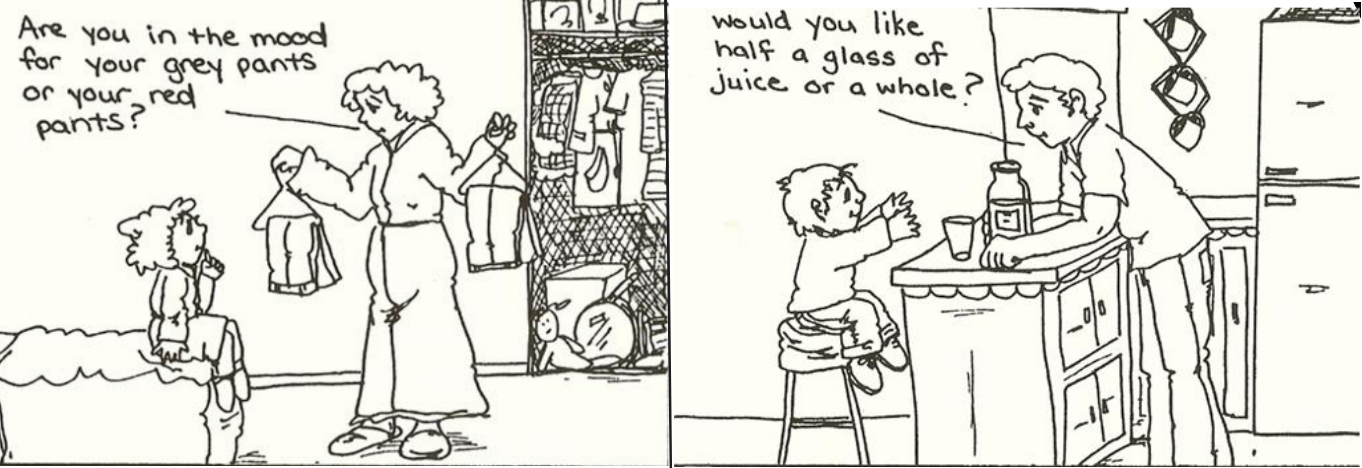 Are you in the mood
for your grey pants
or your red
pants?
would you like
half a glass of
juice or a whole?